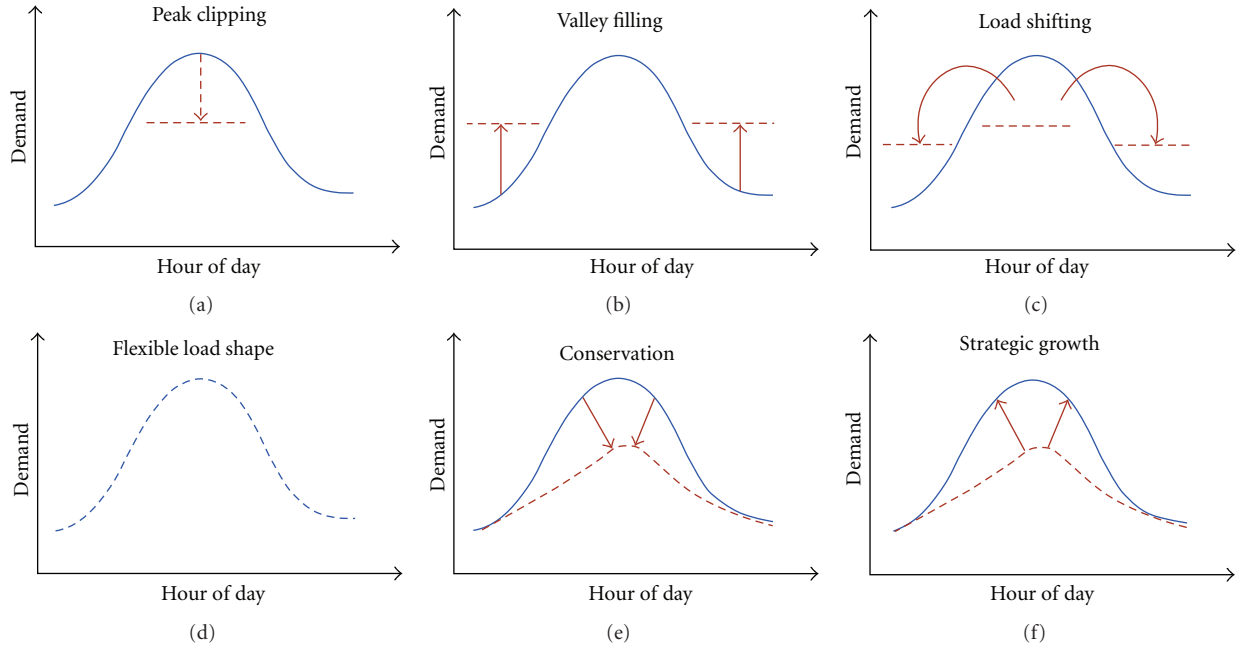 Peak clipping
Demand
Hour of day
(a)
Valley filling
Demand
Hour of day
(b)
Load shifting
Demand
Hour of day
(c)
Flexible load shape
Demand
Hour of day
(d)
Conservation
Demand
Hour of day
(e)
Strategic growth
Demand
Hour of day
(f)